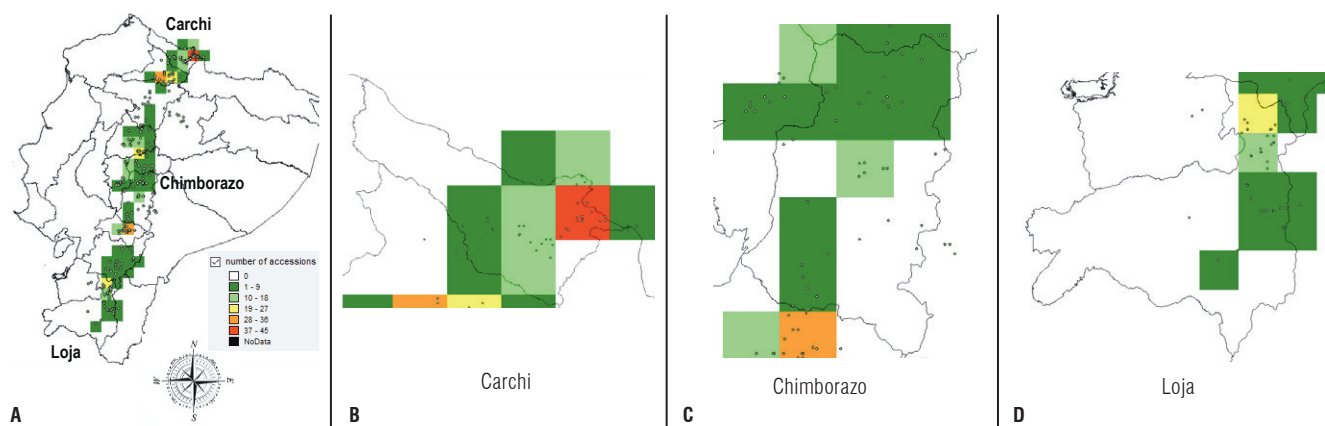 Carchi
Chimborazo
Loja
number of accessions
0
1 - 9
10 - 18
19 - 27
28 - 36
37 - 45
NoData
N
E
S
W
A
Carchi
B
Chimborazo
C
Loja
D